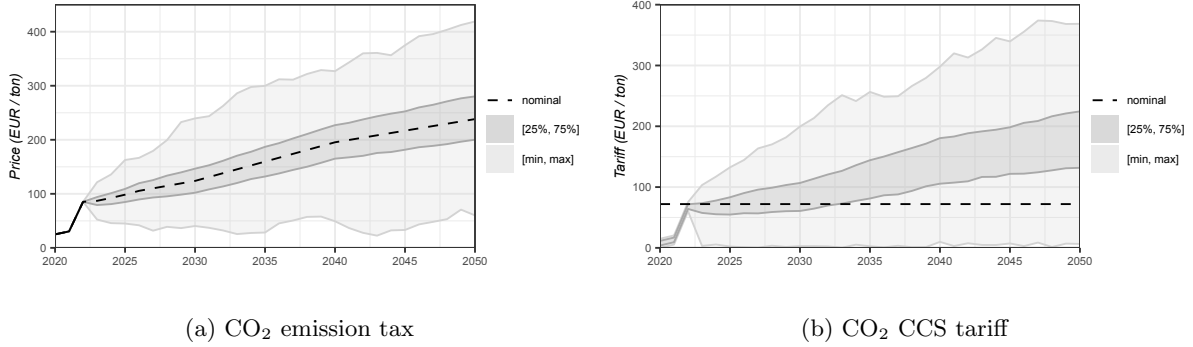 400
300
200
100
0
Price (EUR / ton)
2020 2025 2030 2035 2040 2045 2050
nominal
[25%, 75%]
[min, max]
(a) CO₂ emission tax
400
300
200
100
0
Tariff (EUR / ton)
2020 2025 2030 2035 2040 2045 2050
nominal
[25%, 75%]
[min, max]
(b) CO₂ CCS tariff